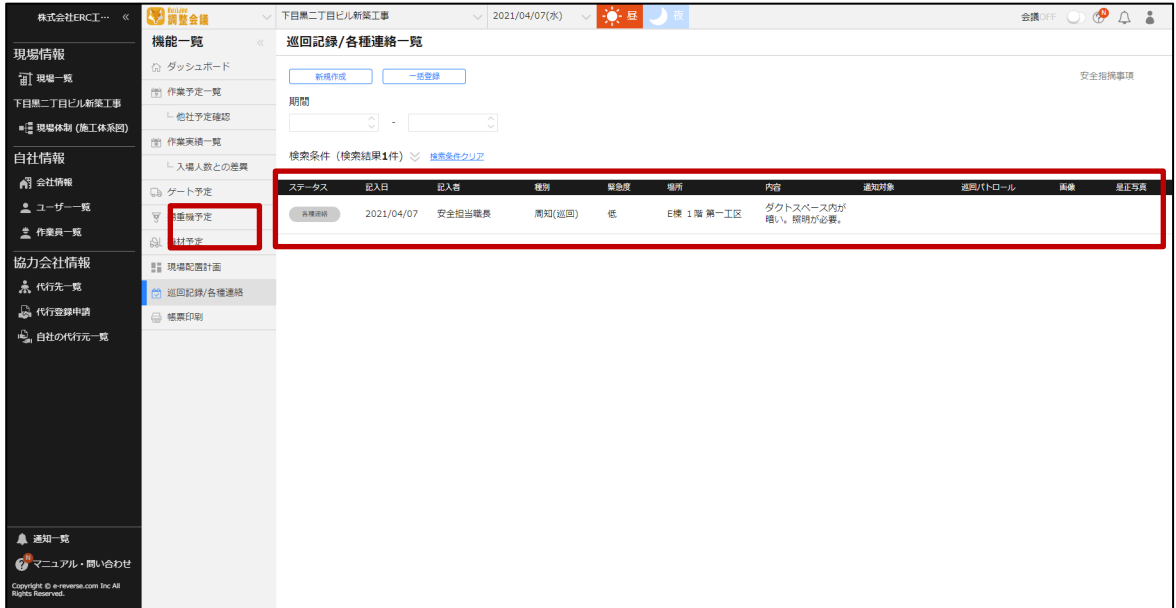 株式会社ERC工… «
現場情報
現場一覧
下目黒二丁目ビル新築工事
現場体制 (施工体系図)
自社情報
会社情報
ユーザー一覧
作業員一覧
協力会社情報
代行先一覧
代行登録申請
自社の代行元一覧
通知一覧
マニュアル・問い合わせ
Copyright © e-reverse.com Inc All
Rights Reserved.
調整会議
機能一覧 «
ダッシュボード
作業予定一覧
他社予定確認
作業実績一覧
入場人数との差異
ゲート予定
重機予定
材予定
現場配置計画
巡回記録/各種連絡
帳票印刷
下目黒二丁目ビル新築工事 2021/04/07(水) 昼 夜 会議OFF N
巡回記録/各種連絡一覧
新規作成 一括登録 安全指摘事項
期間
-
検索条件 (検索結果1件) 検索条件クリア
ステータス 記入日 記入者 種別 緊急度 場所 内容 通知対象 巡回パトロール 画像 是正写真
各種連絡 2021/04/07 安全担当職長 周知(巡回) 低 E棟 1階 第一工区 ダクトスペース内が
暗い。照明が必要。